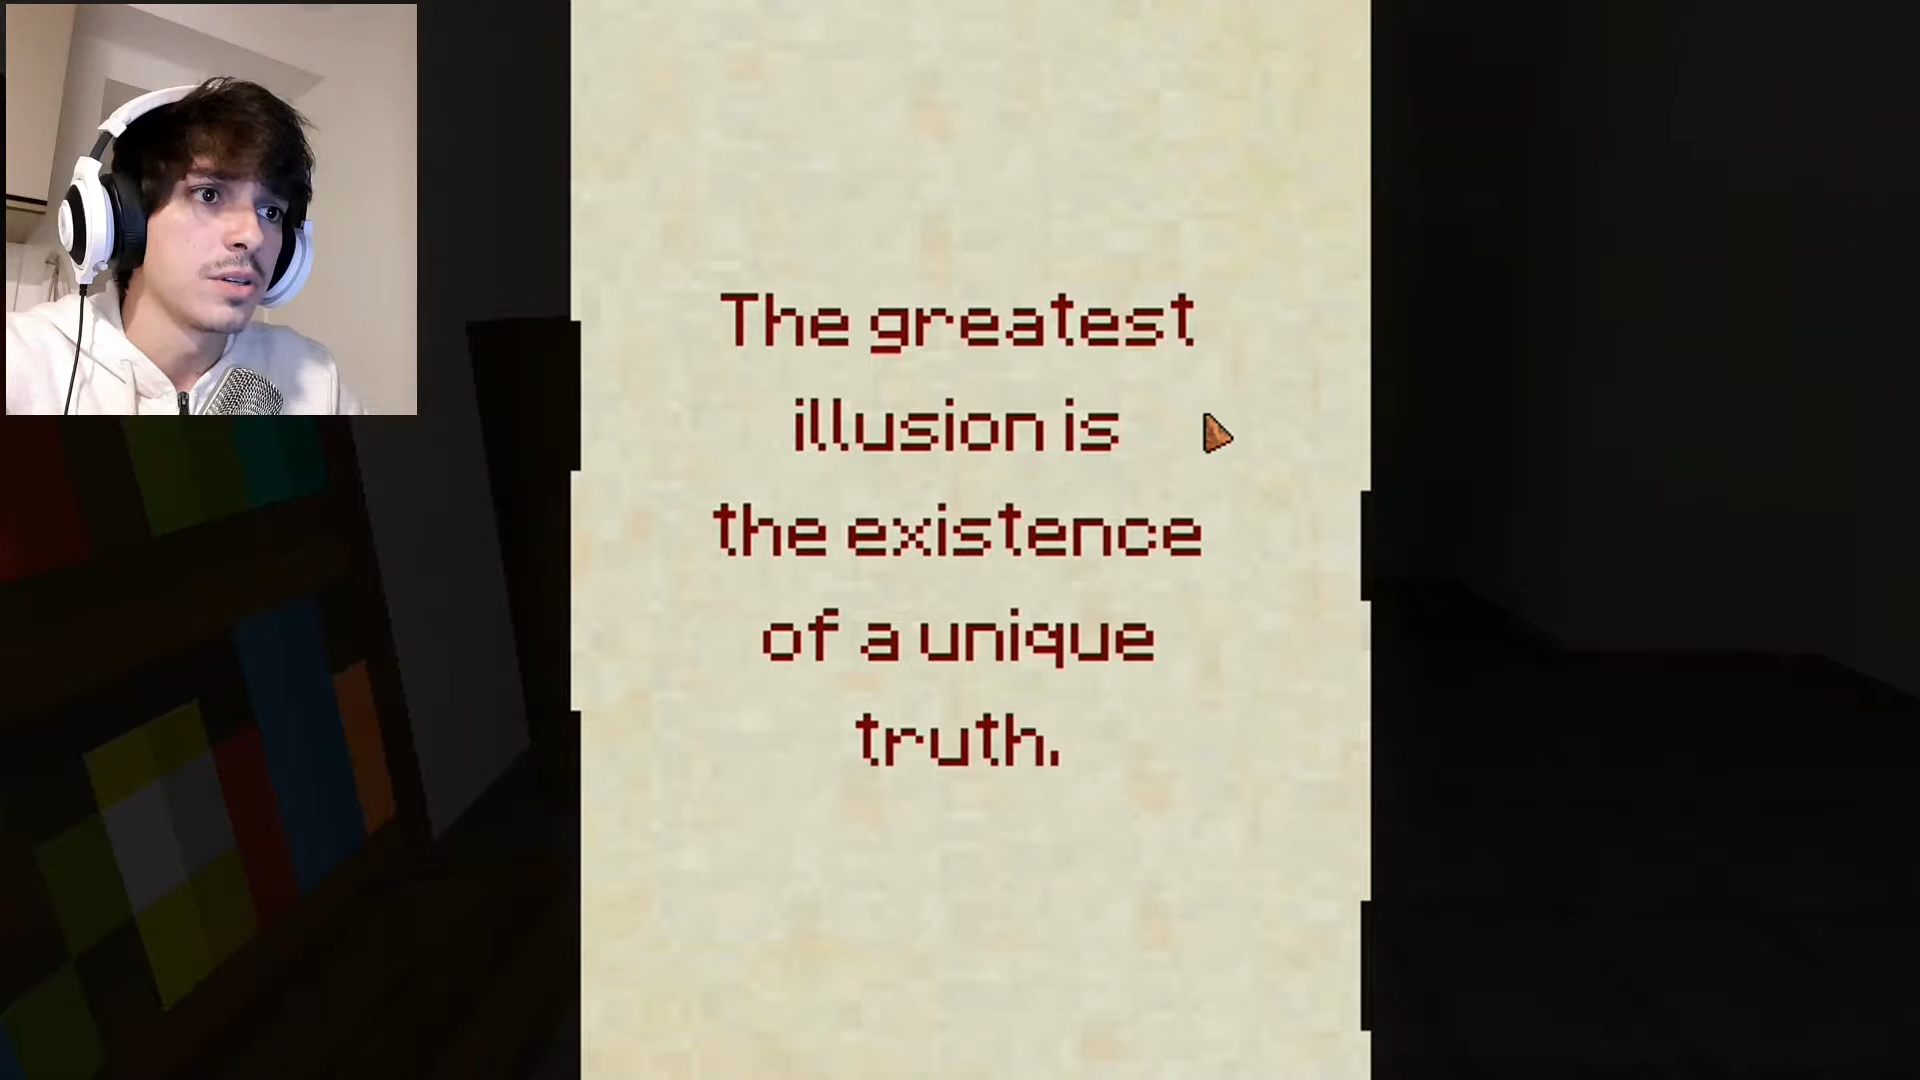 The greatest
illusion is
the existence
of a unique
truth.